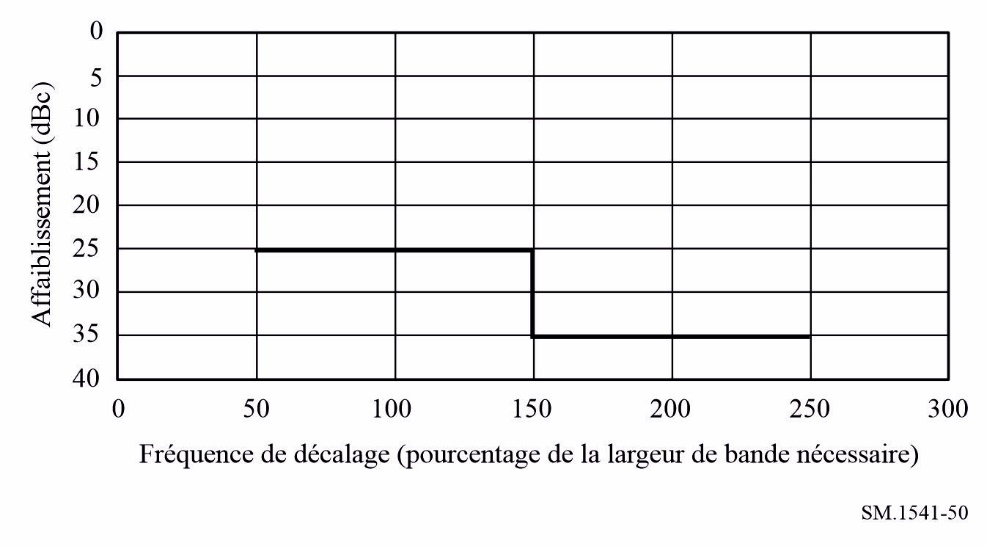 0
5
10
15
20
25
30
35
40
Affaiblissement (dBc)
0 50 100 150 200 250 300
Fréquence de décalage (pourcentage de la largeur de bande nécessaire)
SM.1541-50